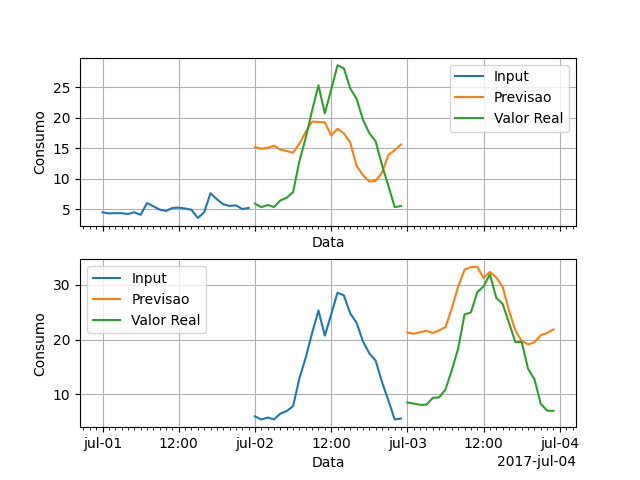 25
20
15
10
5
Consumo
Input
Previsao
Valor Real
Data
30
20
10
Consumo
Input
Previsao
Valor Real
jul-01 12:00 jul-02 12:00 jul-03 12:00 jul-04
Data
2017-jul-04